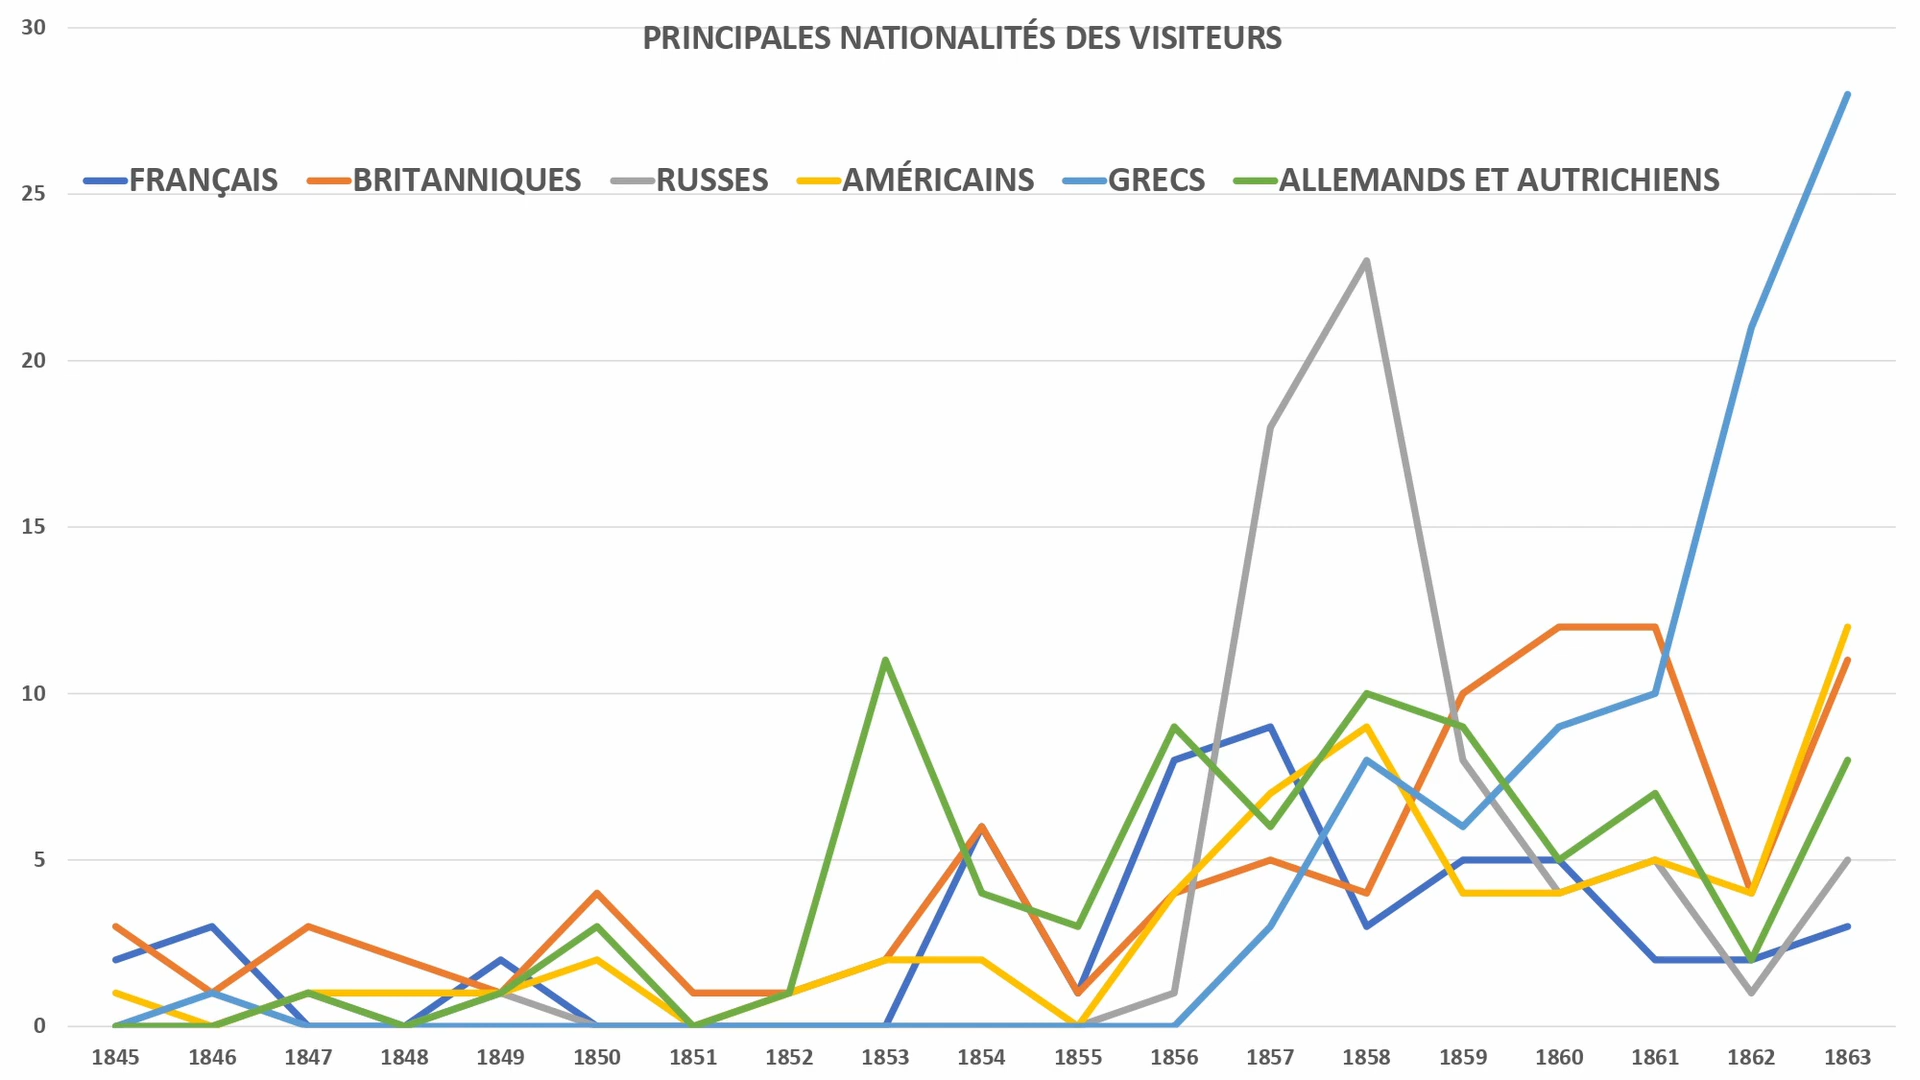 PRINCIPALES NATIONALITÉS DES VISITEURS
30
FRANÇAIS BRITANNIQUES RUSSES AMÉRICAINS GRECS ALLEMANDS ET AUTRICHIENS
25
20
15
10
5
0
1845 1846 1847 1848 1849 1850 1851 1852 1853 1854 1855 1856 1857 1858 1859 1860 1861 1862 1863